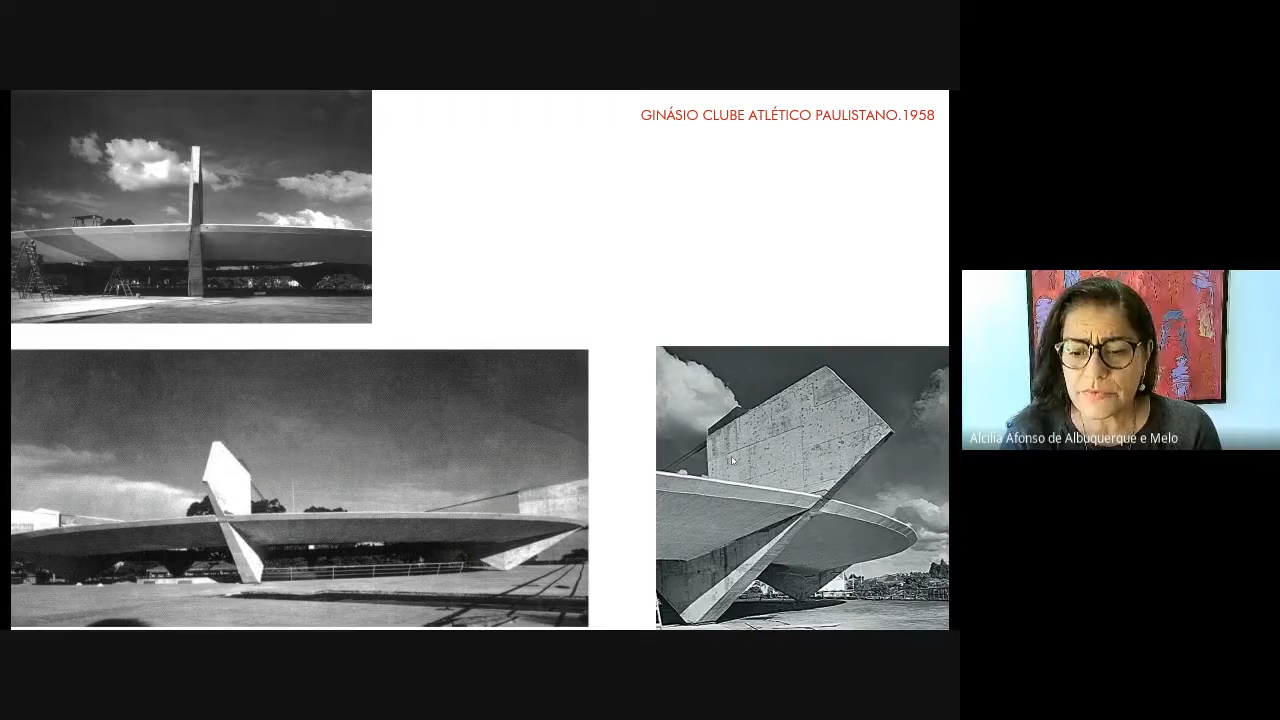 GINÁSIO CLUBE ATLÉTICO PAULISTANO.1958
Alcilia Afonso de Albuquerque e Melo